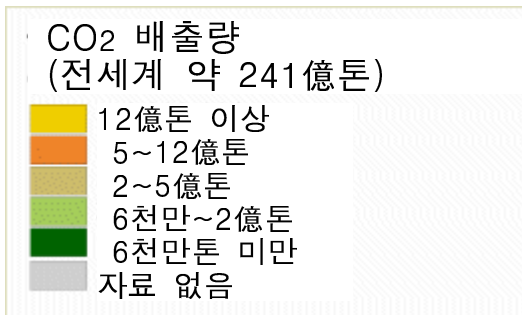 CO2 배출량
(전세계 약 241億톤)
12億톤 이상
5~12億톤
2~5億톤
6천만~2億톤
6천만톤 미만
자료 없음